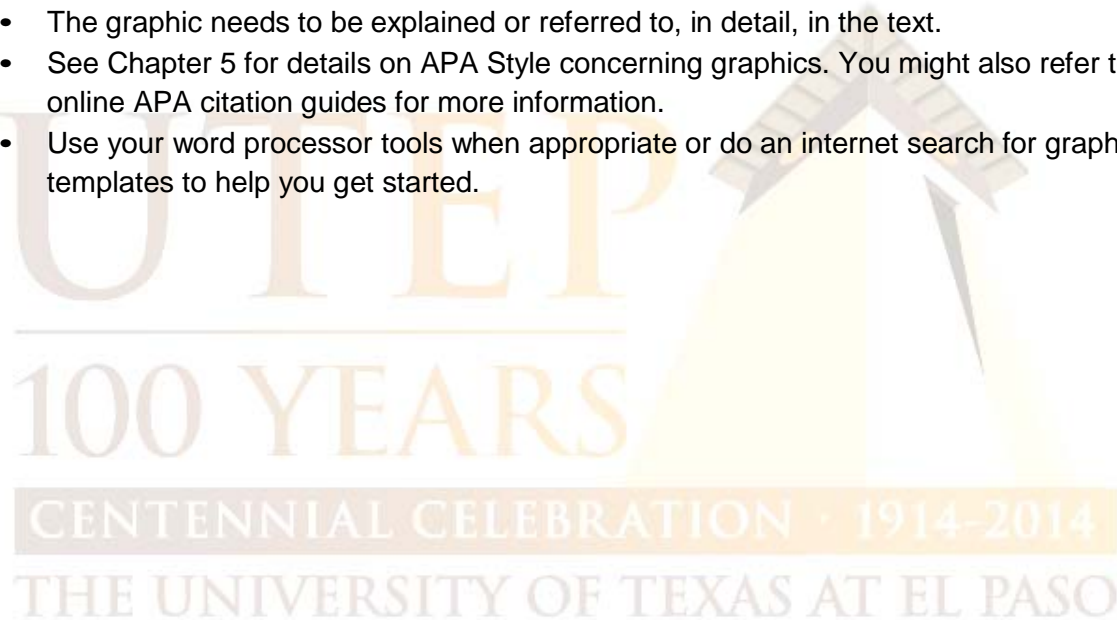 • The graphic needs to be explained or referred to, in detail, in the text.
• See Chapter 5 for details on APA Style concerning graphics. You might also refer t
online APA citation guides for more information.
• Use your word processor tools when appropriate or do an internet search for graph
templates to help you get started.
UTEP
100 YEARS
CENTENNIAL CELEBRATION · 1914-2014
THE UNIVERSITY OF TEXAS AT EL PASO